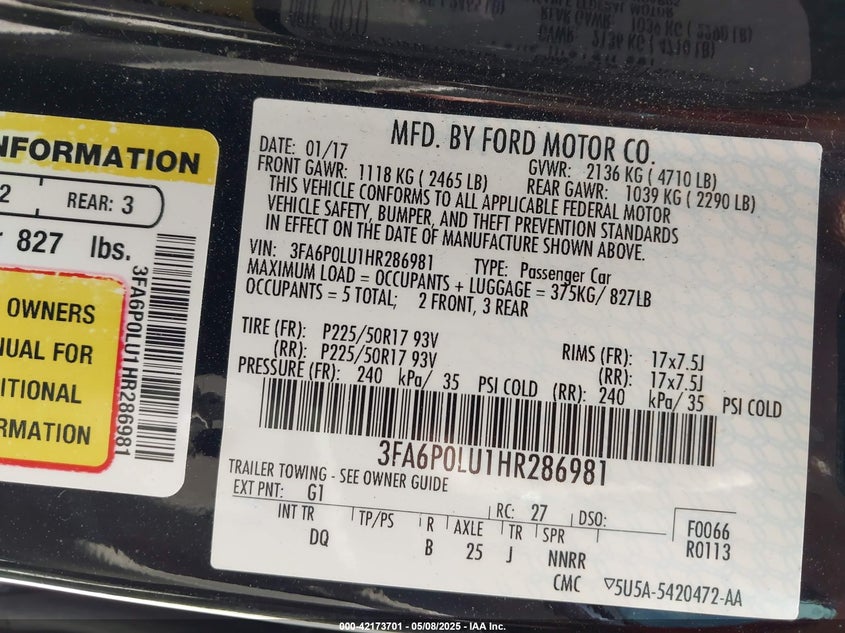 NFORMATION
2 REAR: 3
827 lbs.
OWNERS
NUAL FOR
ITIONAL
RMATION
3FA6P0LU1HR286981
MFD. BY FORD MOTOR CO.
DATE: 01/17 GVWR: 2136 KG ( 4710 LB)
FRONT GAWR: 1118 KG ( 2465 LB) REAR GAWR: 1039 KG ( 2290 LB)
THIS VEHICLE CONFORMS TO ALL APPLICABLE FEDERAL MOTOR
VEHICLE SAFETY, BUMPER, AND THEFT PREVENTION STANDARDS
IN EFFECT ON THE DATE OF MANUFACTURE SHOWN ABOVE.
VIN: 3FA6P0LU1HR286981 TYPE: Passenger Car
MAXIMUM LOAD = OCCUPANTS + LUGGAGE = 375KG/ 827LB
OCCUPANTS = 5 TOTAL; 2 FRONT, 3 REAR
TIRE (FR): P225/50R17 93V RIMS (FR): 17x7.5J
(RR): P225/50R17 93V (RR): 17x7.5J
PRESSURE (FR): 240 kPa/ 35 PSI COLD (RR): 240 kPa/ 35 PSI COLD
3FA6P0LU1HR286981
TRAILER TOWING - SEE OWNER GUIDE
EXT PNT: G1 RC: 27 DSO: F0066
INT TR TP/PS R AXLE TR SPR R0113
DQ B 25 J NNRR
CMC ▽5U5A-5420472-AA
000-42173701 - 05/08/2025 - IAA Inc.